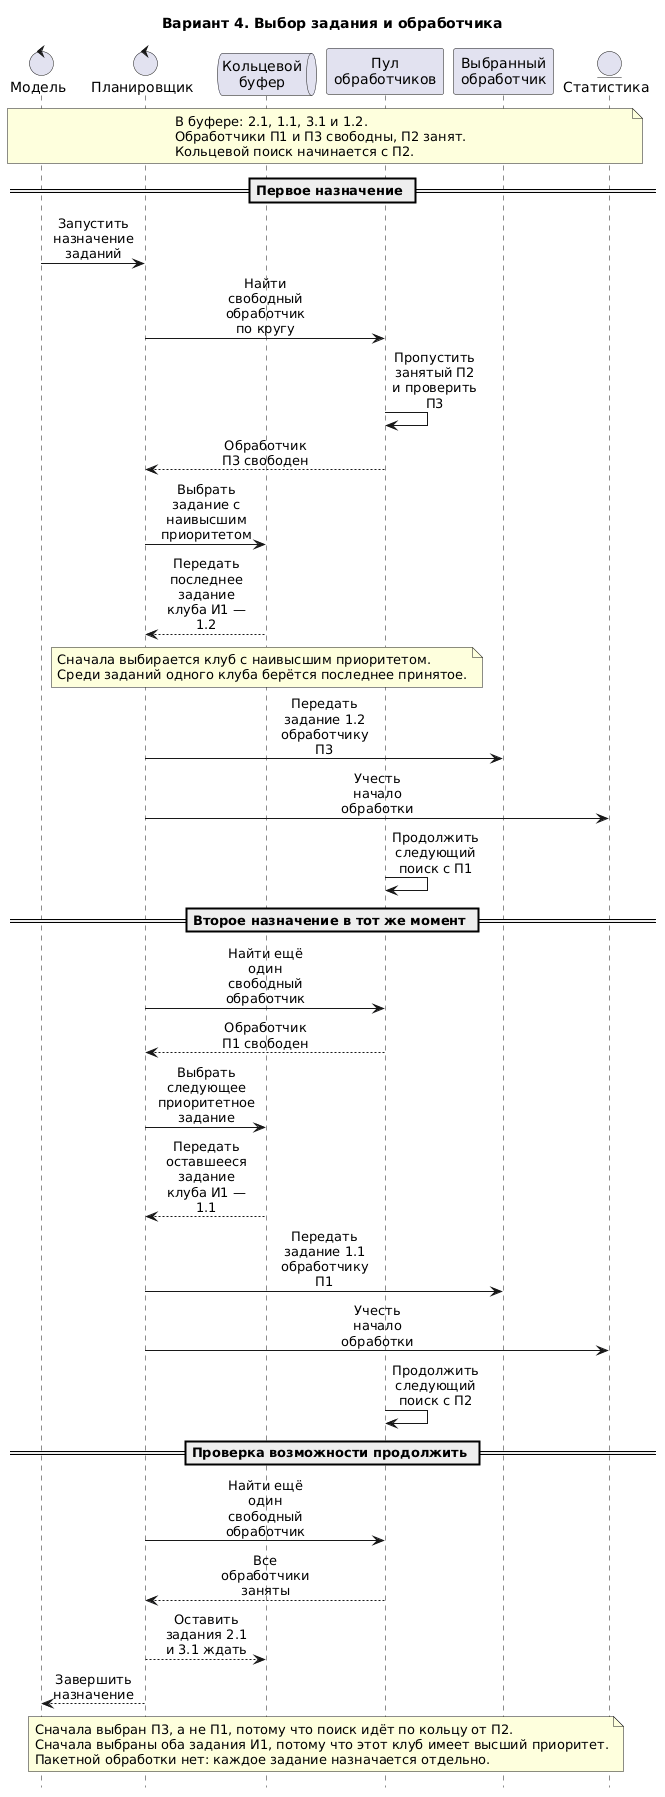 Вариант 4. Выбор задания и обработчика
Модель
Планировщик
Кольцевой
буфер
Пул
обработчиков
Выбранный
обработчик
Статистика
В буфере: 2.1, 1.1, 3.1 и 1.2.
Обработчики П1 и П3 свободны, П2 занят.
Кольцевой поиск начинается с П2.
Первое назначение
Запустить
назначение
заданий
Найти
свободный
обработчик
по кругу
Пропустить
занятый П2
и проверить
П3
Обработчик
П3 свободен
Выбрать
задание с
наивысшим
приоритетом
Передать
последнее
задание
клуба И1 —
1.2
Сначала выбирается клуб с наивысшим приоритетом.
Среди заданий одного клуба берётся последнее принятое.
Передать
задание 1.2
обработчику
П3
Учесть
начало
обработки
Продолжить
следующий
поиск с П1
Второе назначение в тот же момент
Найти ещё
один
свободный
обработчик
Обработчик
П1 свободен
Выбрать
следующее
приоритетное
задание
Передать
оставшееся
задание
клуба И1 —
1.1
Передать
задание 1.1
обработчику
П1
Учесть
начало
обработки
Продолжить
следующий
поиск с П2
Проверка возможности продолжить
Найти ещё
один
свободный
обработчик
Все
обработчики
заняты
Оставить
задания 2.1
и 3.1 ждать
Завершить
назначение
Сначала выбран П3, а не П1, потому что поиск идёт по кольцу от П2.
Сначала выбраны оба задания И1, потому что этот клуб имеет высший приоритет.
Пакетной обработки нет: каждое задание назначается отдельно.